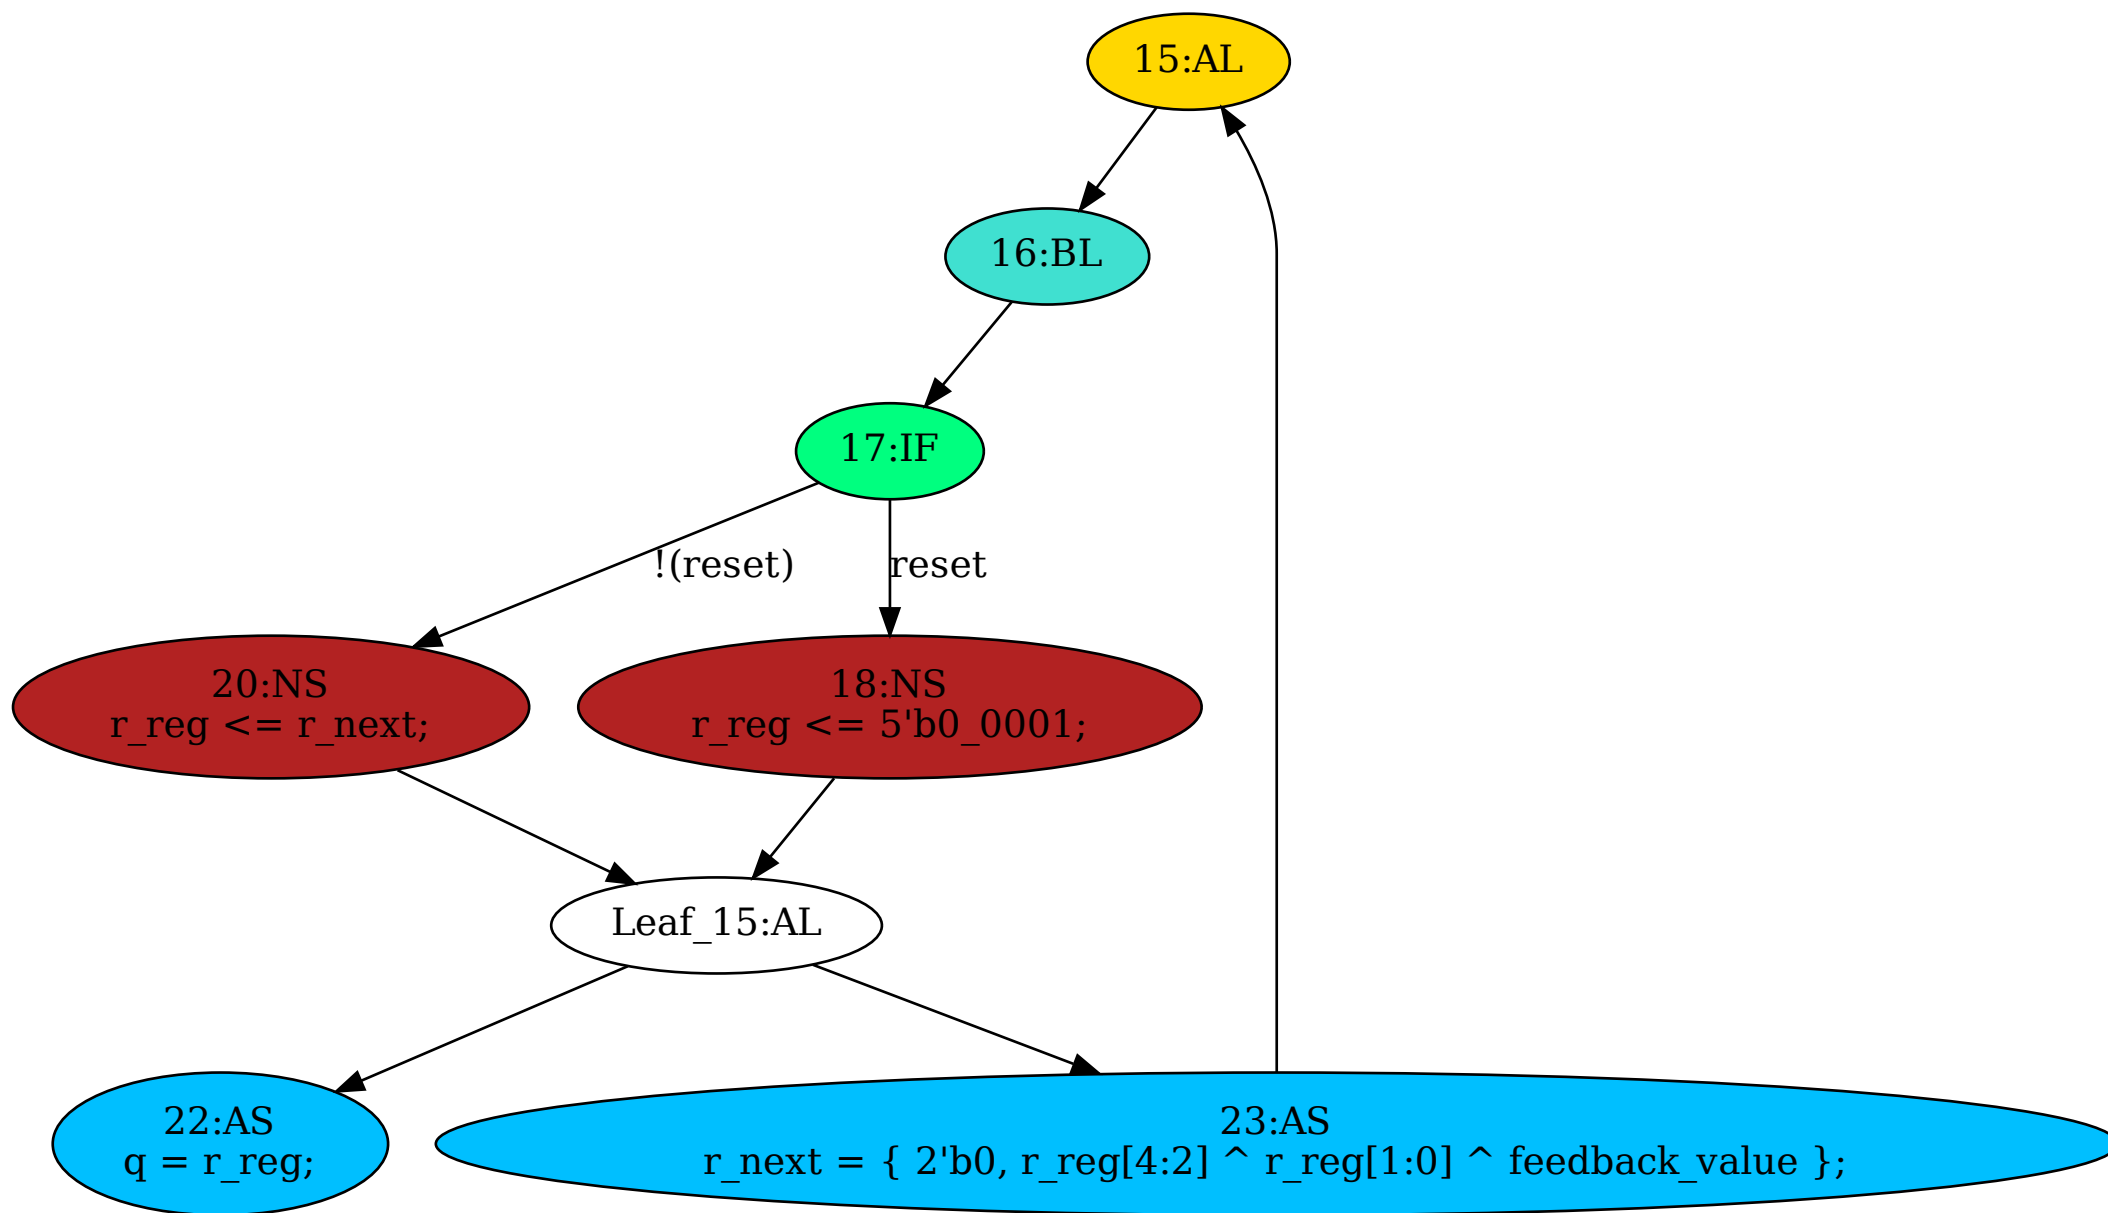 15:AL
16:BL
17:IF
!(reset)
reset
20:NS
r_reg <= r_next;
18:NS
r_reg <= 5'b0_0001;
Leaf_15:AL
22:AS
q = r_reg;
23:AS
r_next = { 2'b0, r_reg[4:2] ^ r_reg[1:0] ^ feedback_value };